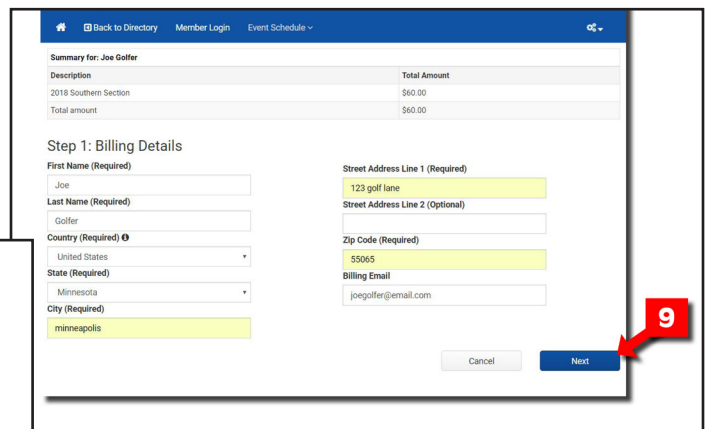 Back to Directory Member Login Event Schedule
Summary for: Joe Golfer
Description Total Amount
2018 Southern Section $60.00
Total amount $60.00
Step 1: Billing Details
First Name (Required)
Joe
Last Name (Required)
Golfer
Country (Required)
United States
State (Required)
Minnesota
City (Required)
minneapolis
Street Address Line 1 (Required)
123 golf lane
Street Address Line 2 (Optional)
Zip Code (Required)
55065
Billing Email
joegolfer@email.com
9
Cancel Next